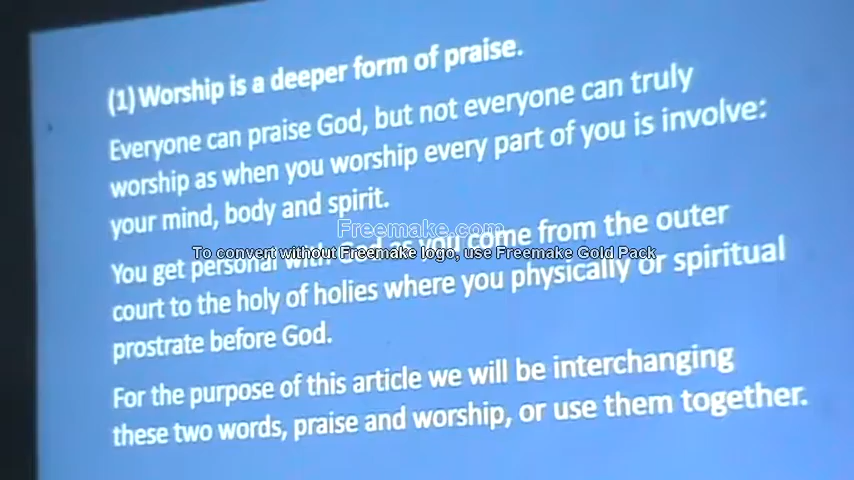 (1) Worship is a deeper form of praise.
Everyone can praise God, but not everyone can truly
worship as when you worship every part of you is involve:
your mind, body and spirit.
Freemake.com
To convert without Freemake logo, use Freemake Gold Pack
You get personal with God as you come from the outer
court to the holy of holies where you physically or spiritual
prostrate before God.
For the purpose of this article we will be interchanging
these two words, praise and worship, or use them together.